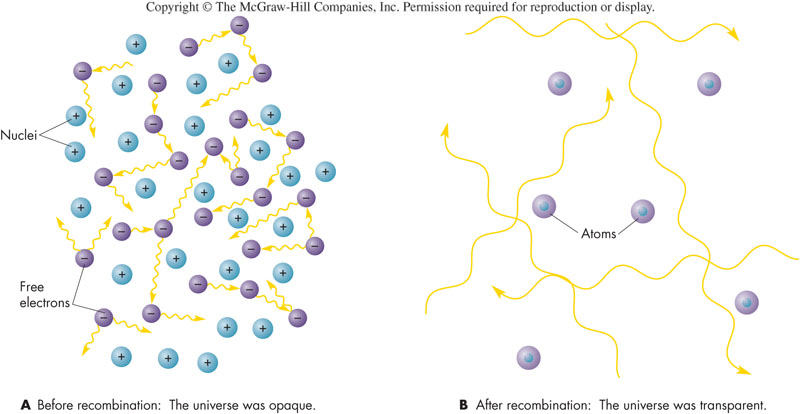 Copyright © The McGraw-Hill Companies, Inc. Permission required for reproduction or display.
Nuclei
Free
electrons
Atoms
A Before recombination: The universe was opaque.
B After recombination: The universe was transparent.